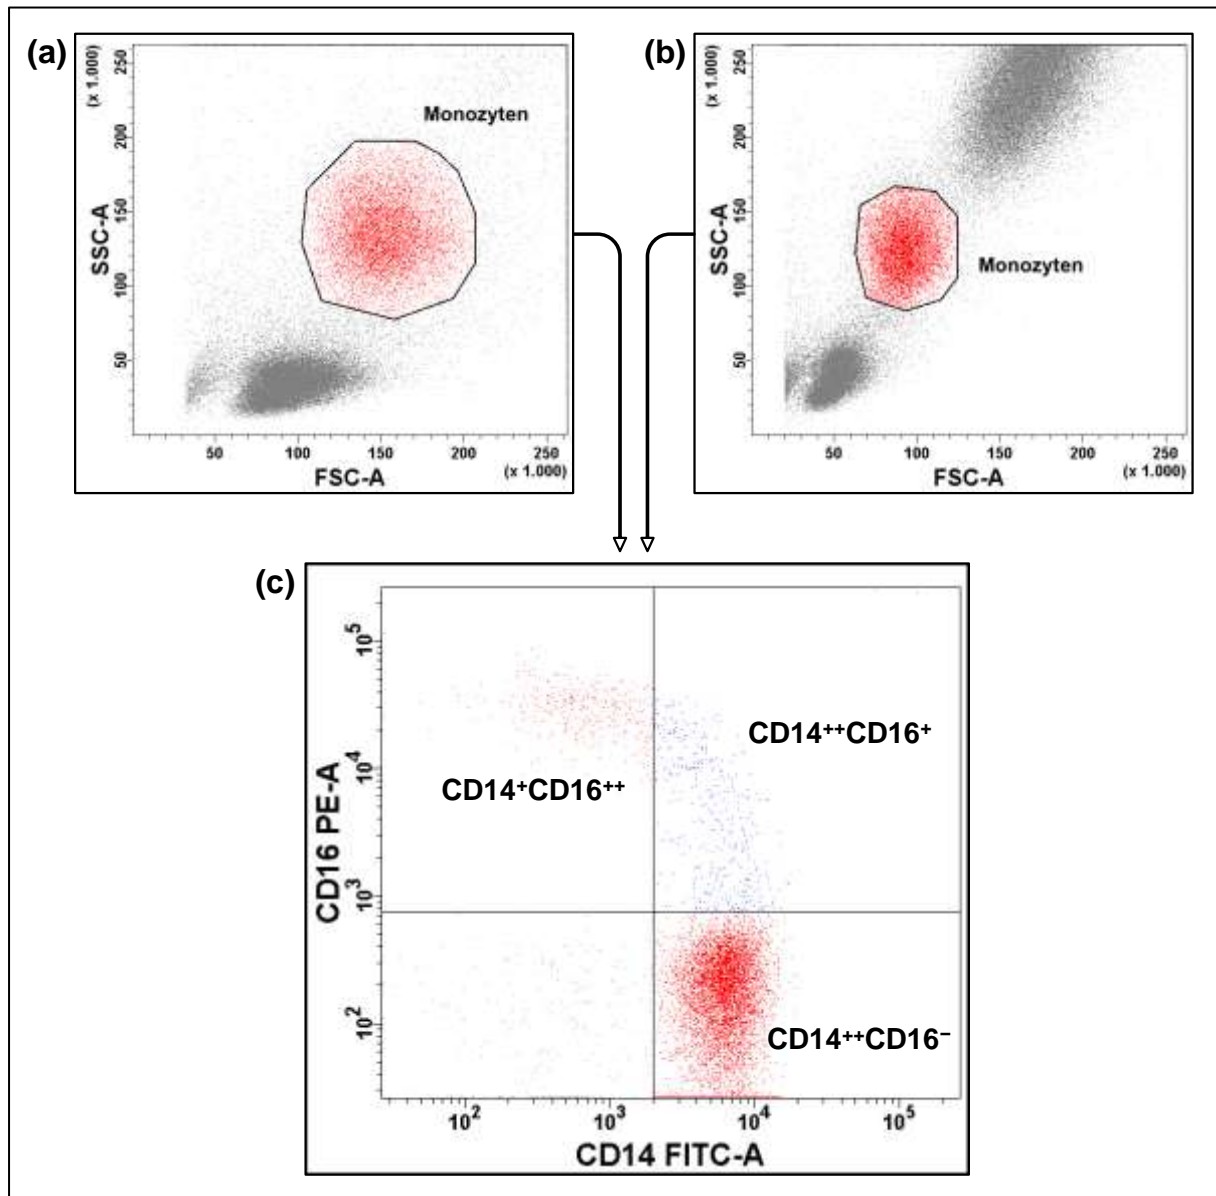 (a)
(x 1.000)
250
200
150
100
50
SSC-A
Monozyten
50 100 150 200 250
FSC-A
(x 1.000)
(b)
(x 1.000)
250
200
150
100
50
SSC-A
Monozyten
50 100 150 200 250
FSC-A
(x 1.000)
(c)
CD16 PE-A
10⁵
10⁴
10³
10²
CD14⁺⁺CD16⁺
CD14⁺CD16⁺⁺
CD14⁺⁺CD16⁻
10² 10³ 10⁴ 10⁵
CD14 FITC-A